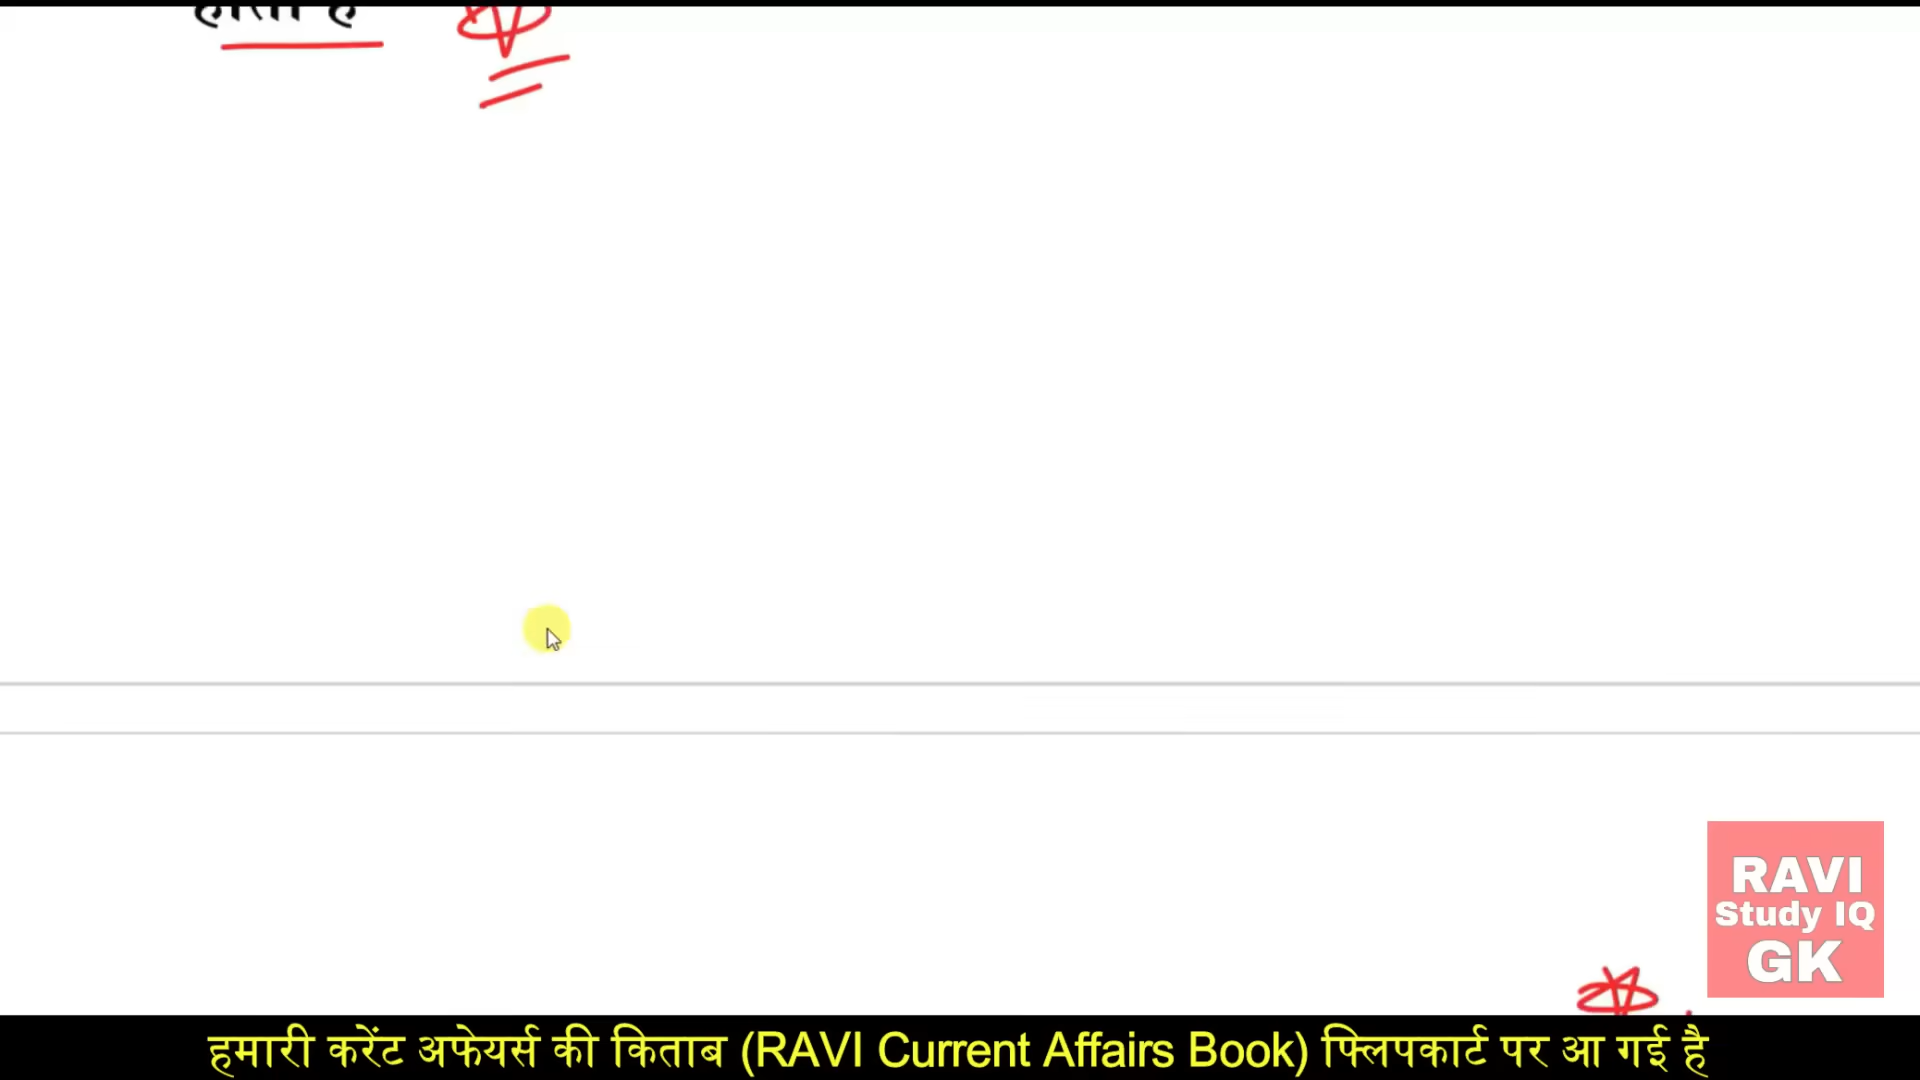 होता है
RAVI
Study IQ
GK
हमारी करेंट अफेयर्स की किताब (RAVI Current Affairs Book) फ्लिपकार्ट पर आ गई है